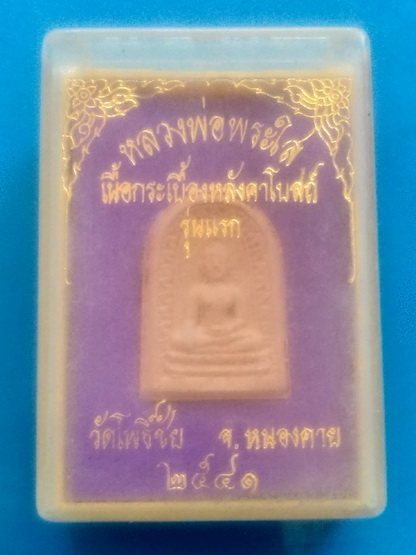 หลวงพ่อพระใส
เนื้อกระเบื้องหลังคาโบสถ์
รุ่นแรก
วัดโพธิ์ชัย จ.หนองคาย
๒๕๔๑